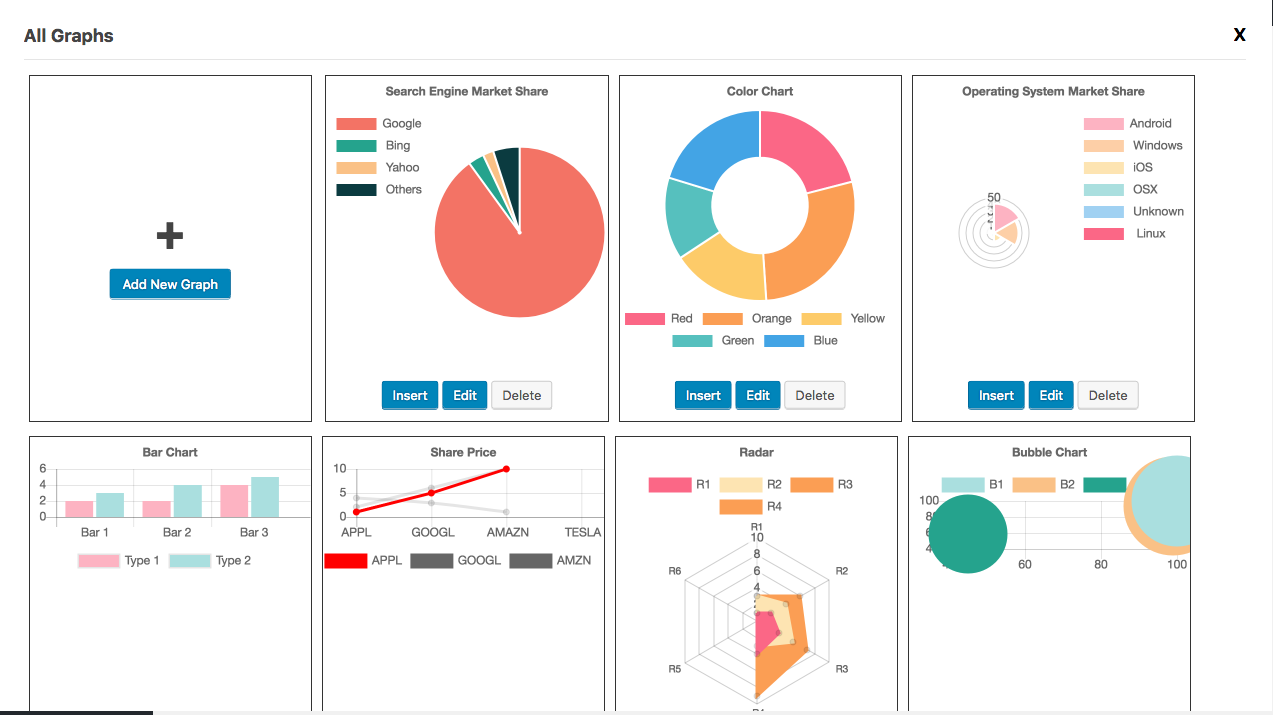 All Graphs
X
Add New Graph
Search Engine Market Share
Google
Bing
Yahoo
Others
Insert Edit Delete
Color Chart
Red Orange Yellow
Green Blue
Insert Edit Delete
Operating System Market Share
Android
Windows
iOS
OSX
Unknown
Linux
50
Insert Edit Delete
Bar Chart
6
4
2
0
Bar 1 Bar 2 Bar 3
Type 1 Type 2
Share Price
10
5
0
APPL GOOGL AMAZN TESLA
APPL GOOGL AMZN
Radar
R1 R2 R3
R4
R1
10
8
6
4
R6 R2
R5 R3
Bubble Chart
B1 B2
100
60 80 100